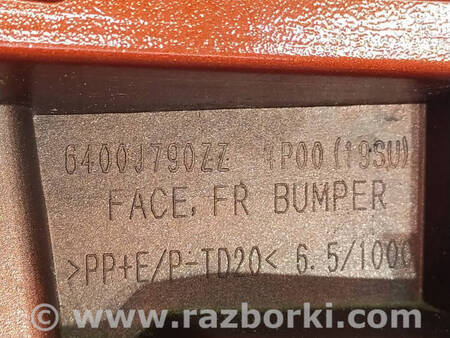 6400J790ZZ 4P00(19SU)
FACE, FR BUMPER
>PP+E/P-TD20< 6.5/1000
www.razborki.com